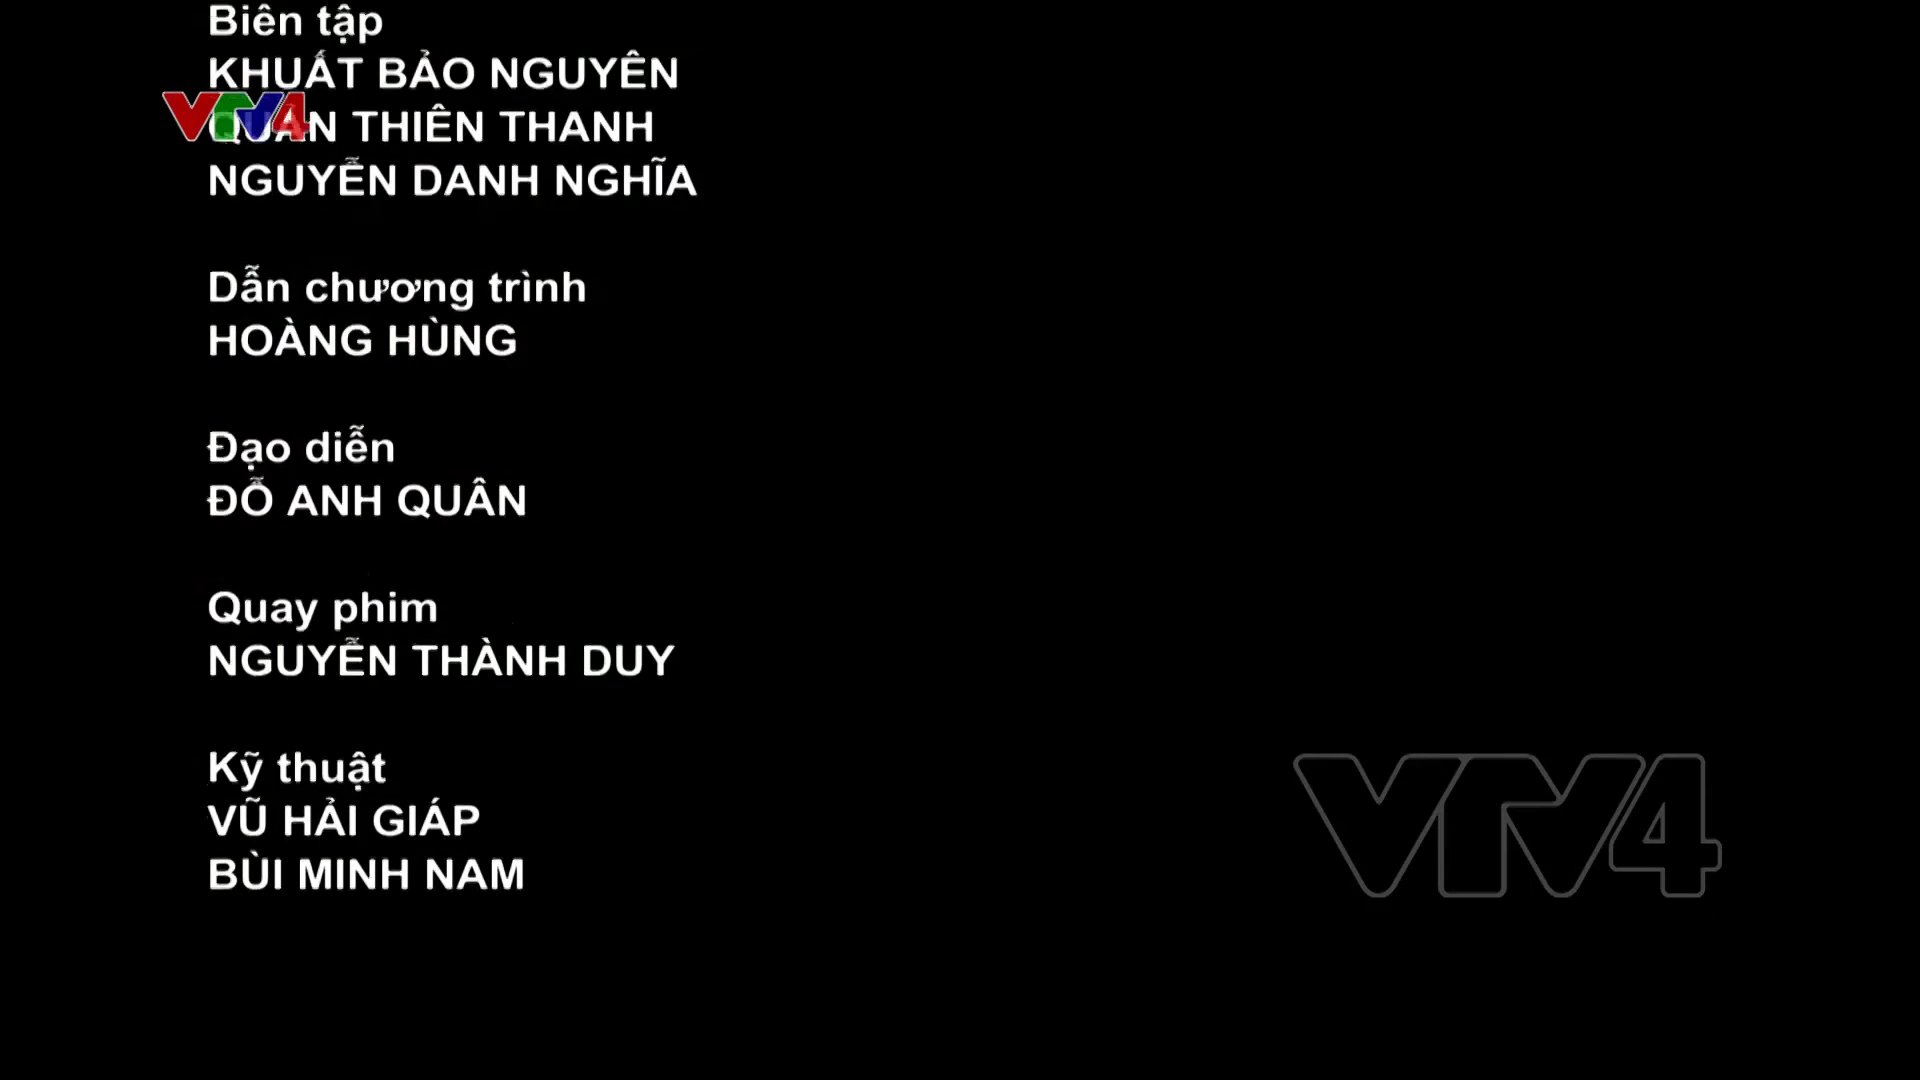 Biên tập
KHUẤT BẢO NGUYÊN
VTV4
QUẢN THIÊN THANH
NGUYỄN DANH NGHĨA
Dẫn chương trình
HOÀNG HÙNG
Đạo diễn
ĐỖ ANH QUÂN
Quay phim
NGUYỄN THÀNH DUY
Kỹ thuật
VŨ HẢI GIÁP
BÙI MINH NAM
VTV4